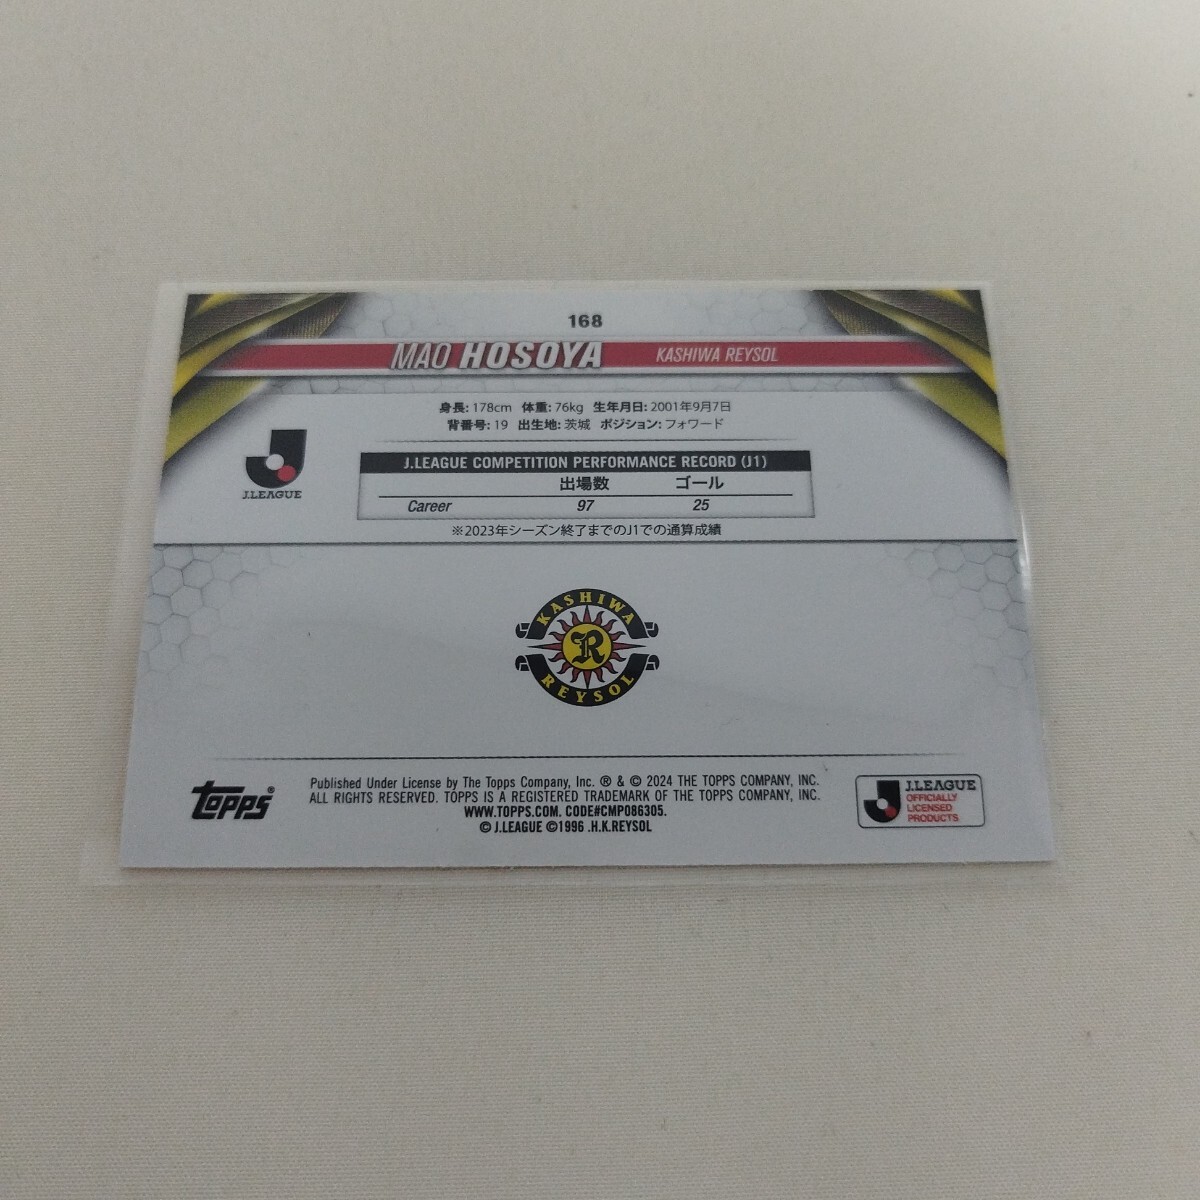 168
MAO HOSOYA KASHIWA REYSOL
身長: 178cm 体重: 76kg 生年月日: 2001年9月7日
背番号: 19 出生地: 茨城 ポジション: フォワード
J.LEAGUE
J.LEAGUE COMPETITION PERFORMANCE RECORD (J1)
出場数 ゴール
Career 97 25
※2023年シーズン終了までのJ1での通算成績
KASHIWA
R
REYSOL
Topps®
Published Under License by The Topps Company, Inc. ® & © 2024 THE TOPPS COMPANY, INC.
ALL RIGHTS RESERVED. TOPPS IS A REGISTERED TRADEMARK OF THE TOPPS COMPANY, INC.
WWW.TOPPS.COM. CODE#CMP086305.
© J.LEAGUE ©1996 .H.K.REYSOL
J.LEAGUE
OFFICIALLY
LICENSED
PRODUCTS